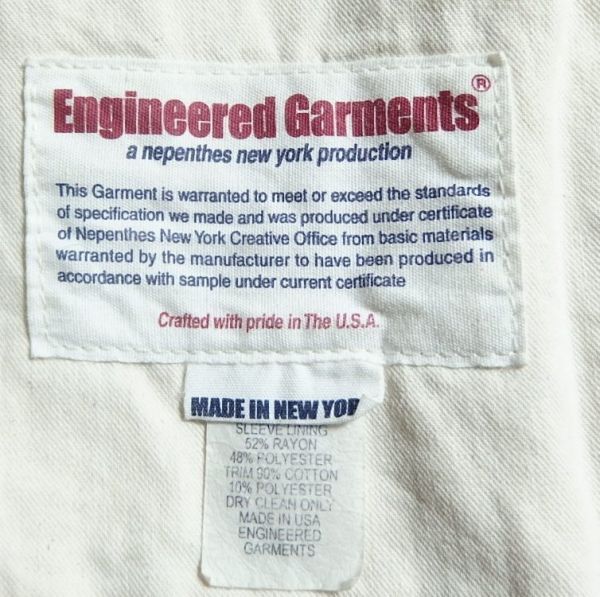 Engineered Garments®
a nepenthes new york production
This Garment is warranted to meet or exceed the standards
of specification we made and was produced under certificate
of Nepenthes New York Creative Office from basic materials
warranted by the manufacturer to have been produced in
accordance with sample under current certificate
Crafted with pride in The U.S.A.
MADE IN NEW YOR
SLEEVE LINING
52% RAYON
48% POLYESTER
TRIM 90% COTTON
10% POLYESTER
DRY CLEAN ONLY
MADE IN USA
ENGINEERED
GARMENTS